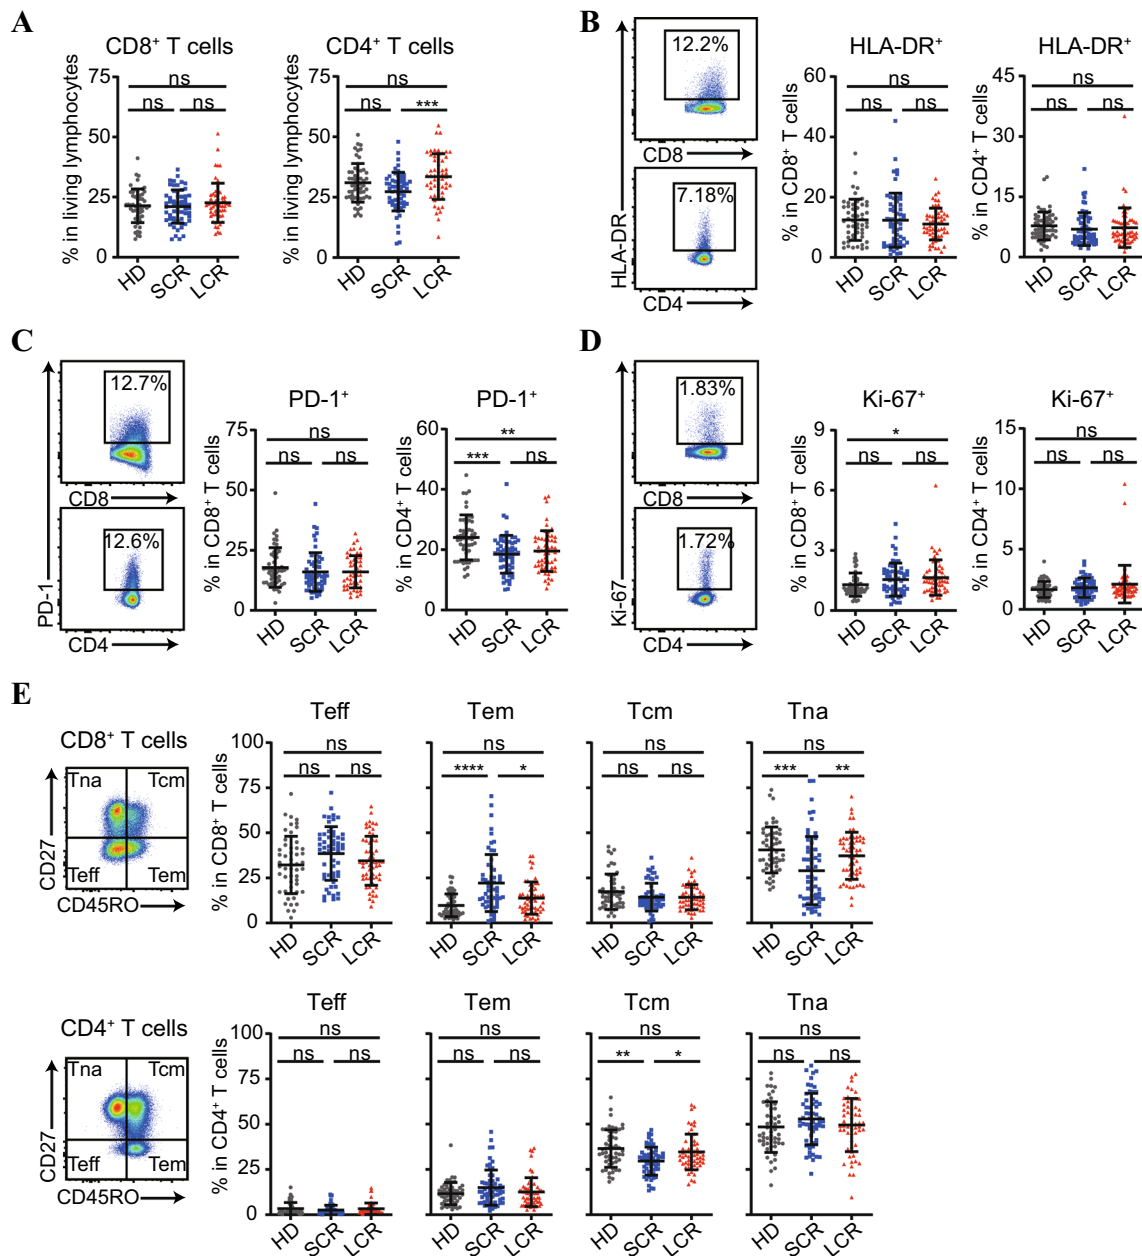 A
CD8⁺ T cells
% in living lymphocytes
75
50
25
0
ns
ns
ns
HD
SCR
LCR
CD4⁺ T cells
% in living lymphocytes
75
50
25
0
ns
ns
***
HD
SCR
LCR
B
12.2%
CD8
7.18%
HLA-DR
CD4
HLA-DR⁺
% in CD8⁺ T cells
60
40
20
0
ns
ns
ns
HD
SCR
LCR
HLA-DR⁺
% in CD4⁺ T cells
45
30
15
0
ns
ns
ns
HD
SCR
LCR
C
12.7%
CD8
12.6%
PD-1
CD4
PD-1⁺
% in CD8⁺ T cells
75
50
25
0
ns
ns
ns
HD
SCR
LCR
PD-1⁺
% in CD4⁺ T cells
60
40
20
0
**
***
ns
HD
SCR
LCR
D
1.83%
CD8
1.72%
Ki-67
CD4
Ki-67⁺
% in CD8⁺ T cells
9
6
3
0
*
ns
ns
HD
SCR
LCR
Ki-67⁺
% in CD4⁺ T cells
15
10
5
0
ns
ns
ns
HD
SCR
LCR
E
CD8⁺ T cells
Tna
Tcm
Teff
Tem
CD27
CD45RO
% in CD8⁺ T cells
100
75
50
25
0
Teff
ns
ns
ns
HD
SCR
LCR
Tem
ns
****
*
HD
SCR
LCR
Tcm
ns
ns
ns
HD
SCR
LCR
Tna
ns
***
**
HD
SCR
LCR
CD4⁺ T cells
Tna
Tcm
Teff
Tem
CD27
CD45RO
% in CD4⁺ T cells
100
75
50
25
0
Teff
ns
ns
ns
HD
SCR
LCR
Tem
ns
ns
ns
HD
SCR
LCR
Tcm
ns
**
*
HD
SCR
LCR
Tna
ns
ns
ns
HD
SCR
LCR